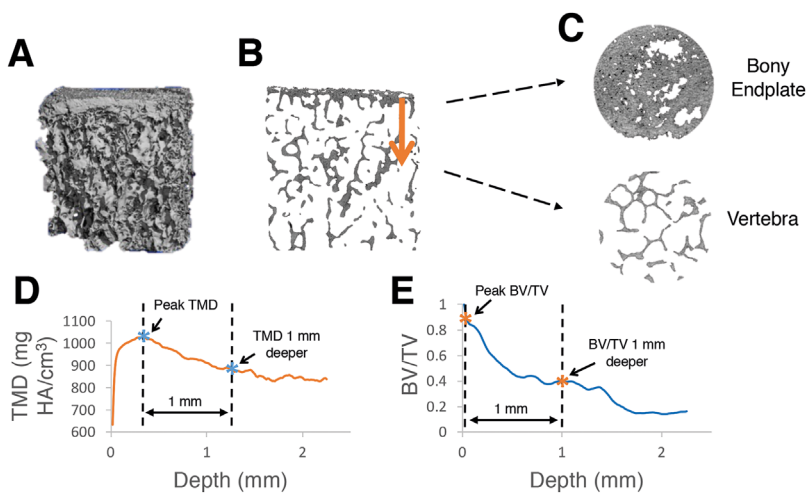 A
B
C
Bony
Endplate
Vertebra
D
Peak TMD
TMD 1 mm
deeper
1 mm
TMD (mg
HA/cm³)
1100
1000
900
800
700
600
0
1
2
Depth (mm)
E
Peak BV/TV
BV/TV 1 mm
deeper
1 mm
BV/TV
1
0.8
0.6
0.4
0.2
0
0
1
2
Depth (mm)